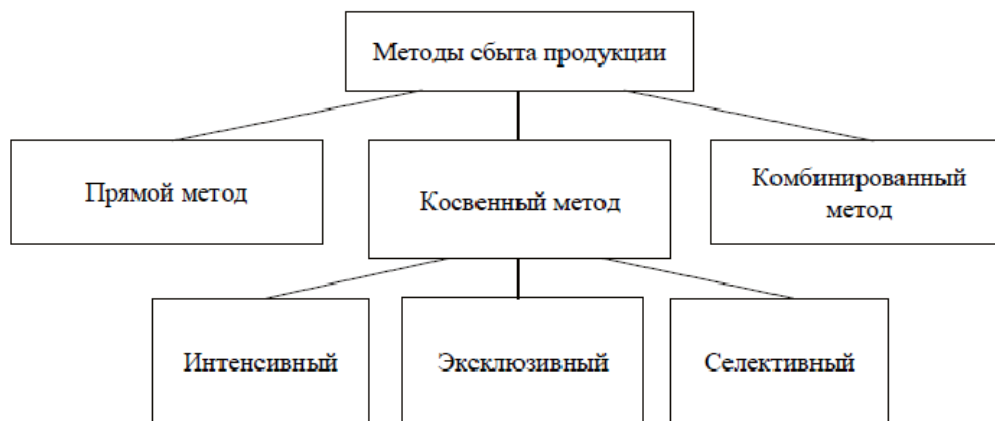 Методы сбыта продукции
Прямой метод
Косвенный метод
Комбинированный
метод
Интенсивный
Эксклюзивный
Селективный